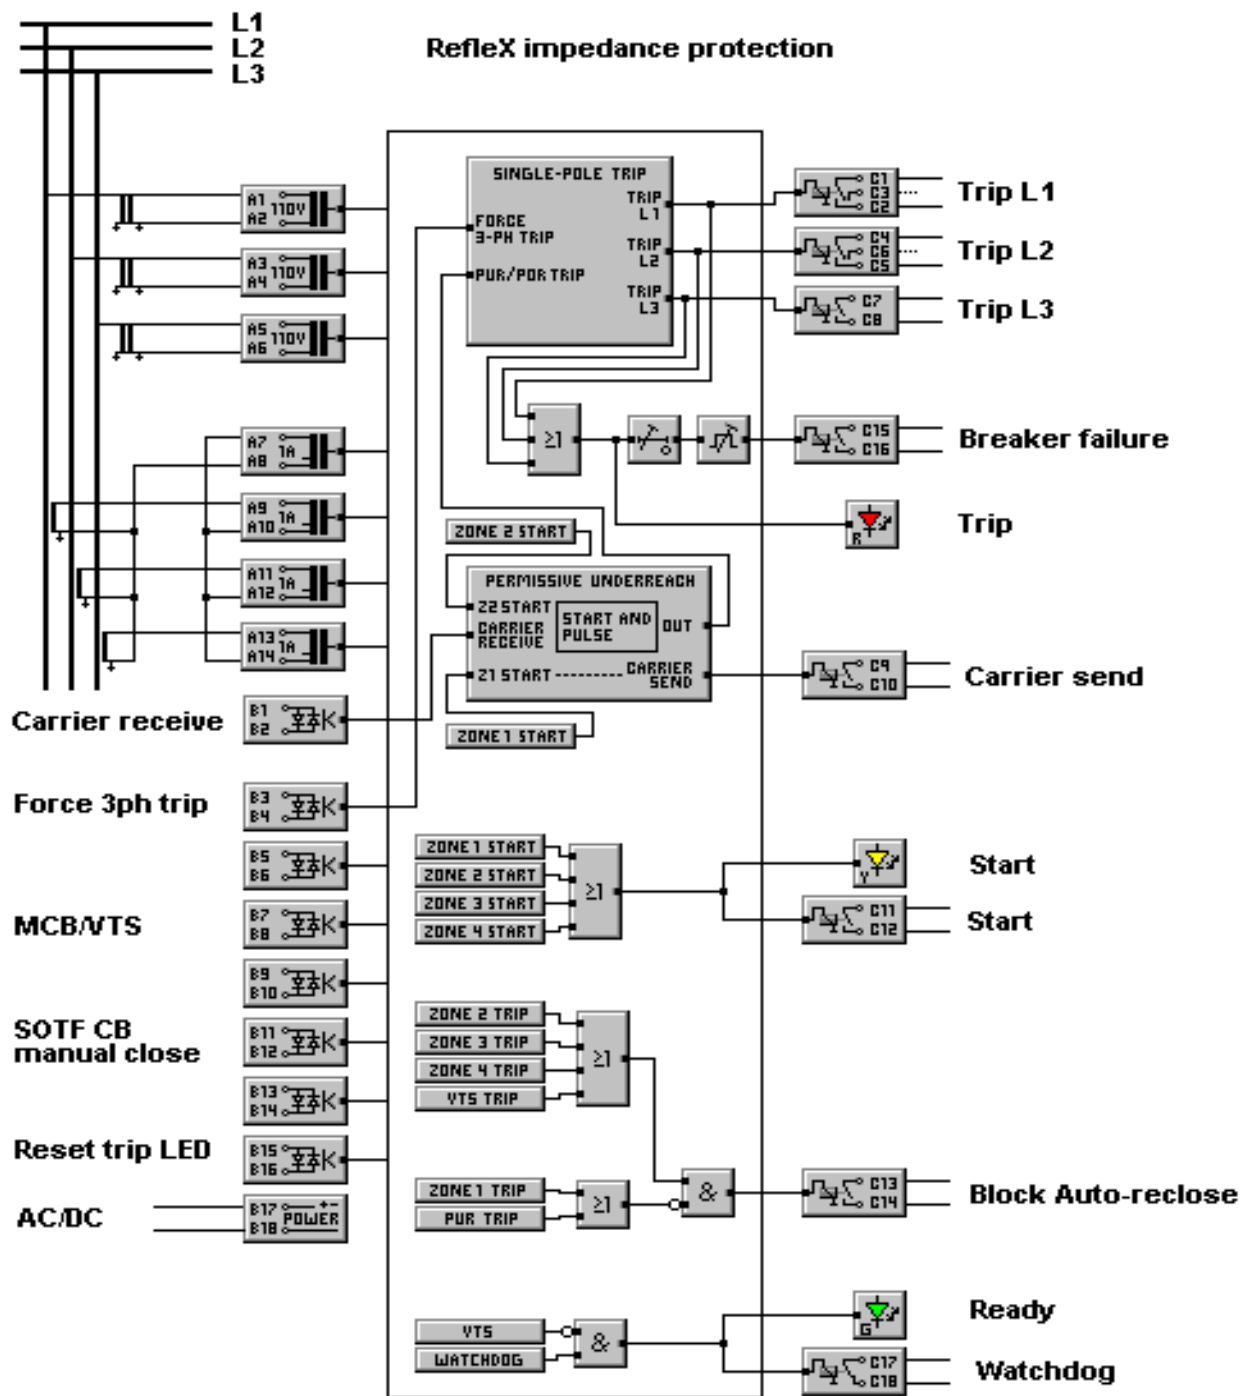 L1
L2
L3
RefleX impedance protection
A1
A2
110V
A3
A4
110V
A5
A6
110V
A7
A8
1A
A9
A10
1A
A11
A12
1A
A13
A14
1A
Carrier receive
B1
B2
Force 3ph trip
B3
B4
B5
B6
MCB/VTS
B7
B8
B9
B10
SOTF CB
manual close
B11
B12
B13
B14
Reset trip LED
B15
B16
AC/DC
B17
B18
+-
POWER
SINGLE-POLE TRIP
FORCE
3-PH TRIP
PUR/POR TRIP
TRIP
L1
TRIP
L2
TRIP
L3
≥1
ZONE 2 START
PERMISSIVE UNDERREACH
Z2 START
CARRIER
RECEIVE
START AND
PULSE
OUT
Z1 START
CARRIER
SEND
ZONE 1 START
ZONE 1 START
ZONE 2 START
ZONE 3 START
ZONE 4 START
≥1
ZONE 2 TRIP
ZONE 3 TRIP
ZONE 4 TRIP
VTS TRIP
≥1
ZONE 1 TRIP
PUR TRIP
≥1
&
VTS
WATCHDOG
&
C1
C3
C2
Trip L1
C4
C6
C5
Trip L2
C7
C8
Trip L3
C15
C16
Breaker failure
R
Trip
C9
C10
Carrier send
Y
Start
C11
C12
Start
C13
C14
Block Auto-reclose
G
Ready
C17
C18
Watchdog